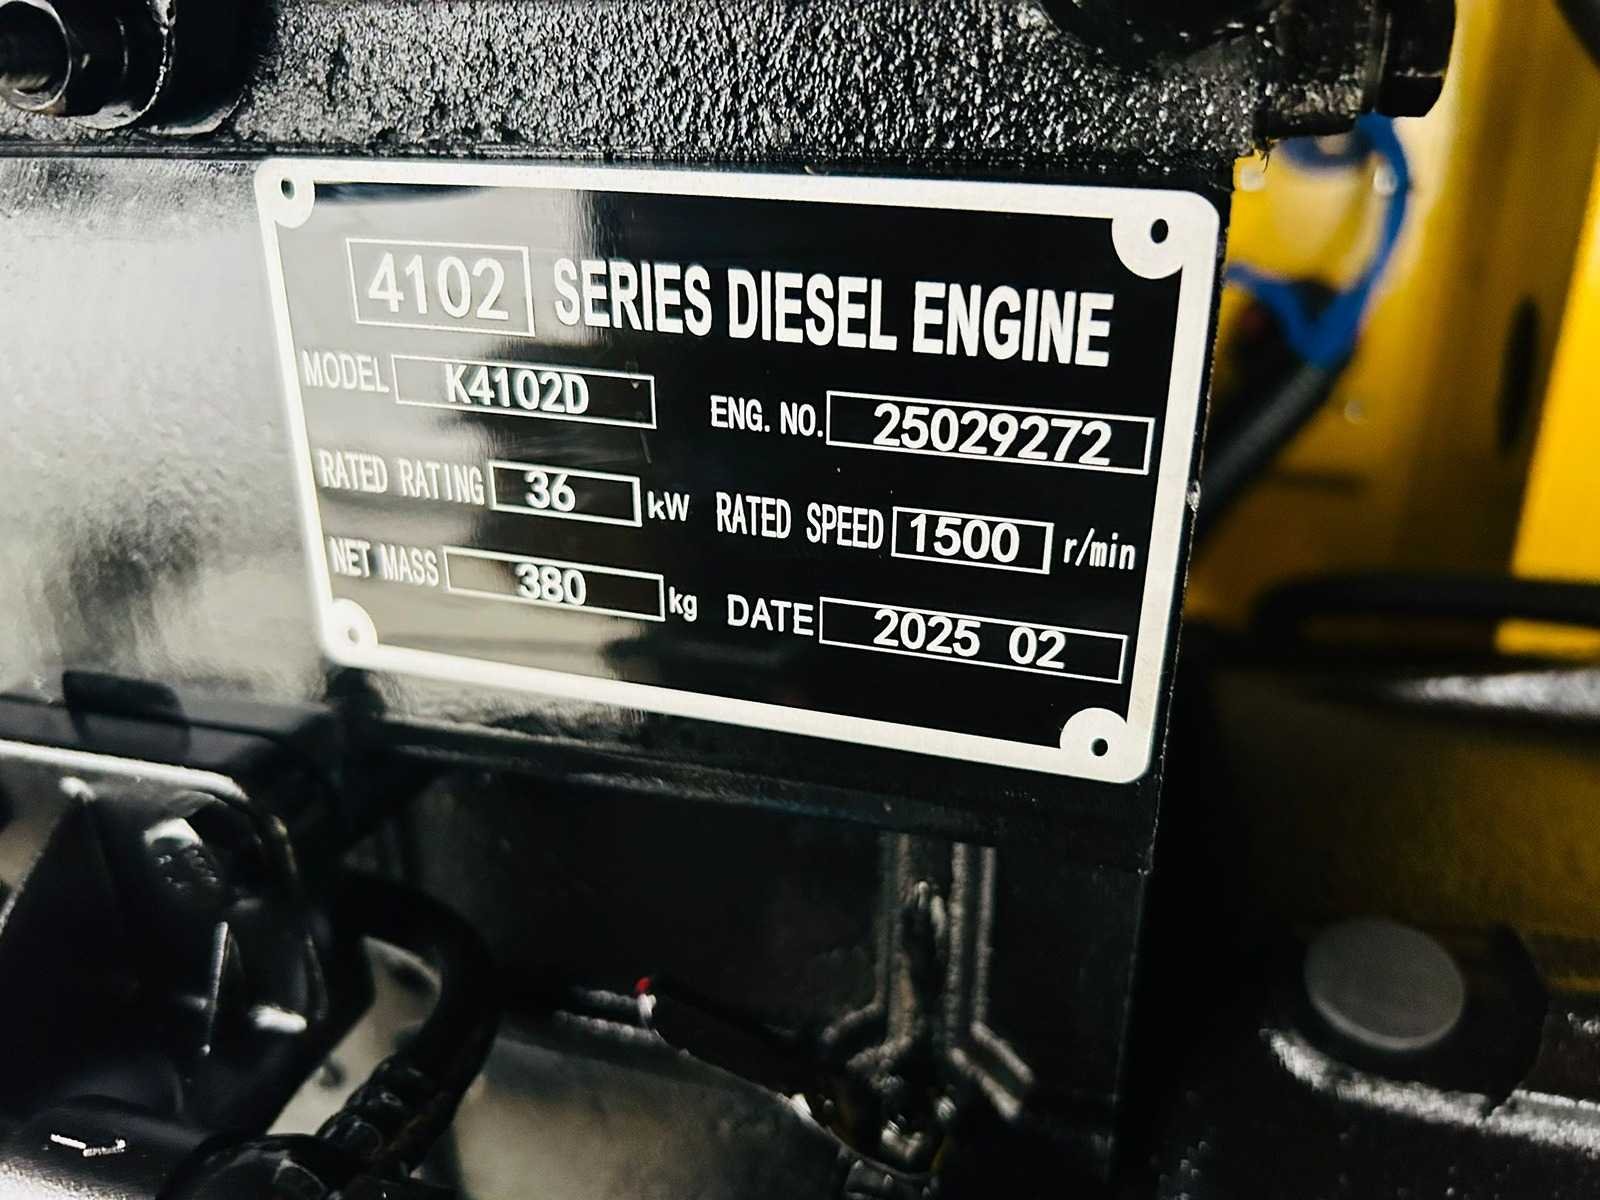 4102 SERIES DIESEL ENGINE
MODEL K4102D ENG. NO. 25029272
RATED RATING 36 kW RATED SPEED 1500 r/min
NET MASS 380 kg DATE 2025 02